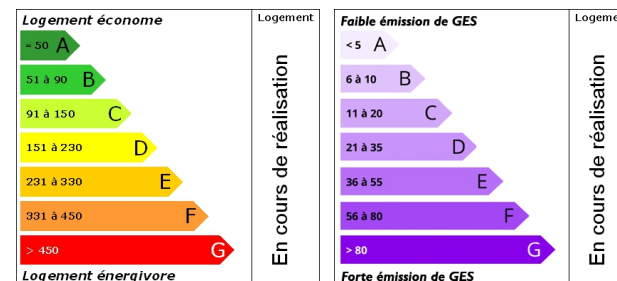 Logement économe
Logement
= 50 A
51 à 90 B
91 à 150 C
151 à 230 D
231 à 330 E
331 à 450 F
> 450 G
Logement énergivore
En cours de réalisation
Faible émission de GES
< 5 A
6 à 10 B
11 à 20 C
21 à 35 D
36 à 55 E
56 à 80 F
> 80 G
Forte émission de GES
En cours de réalisation